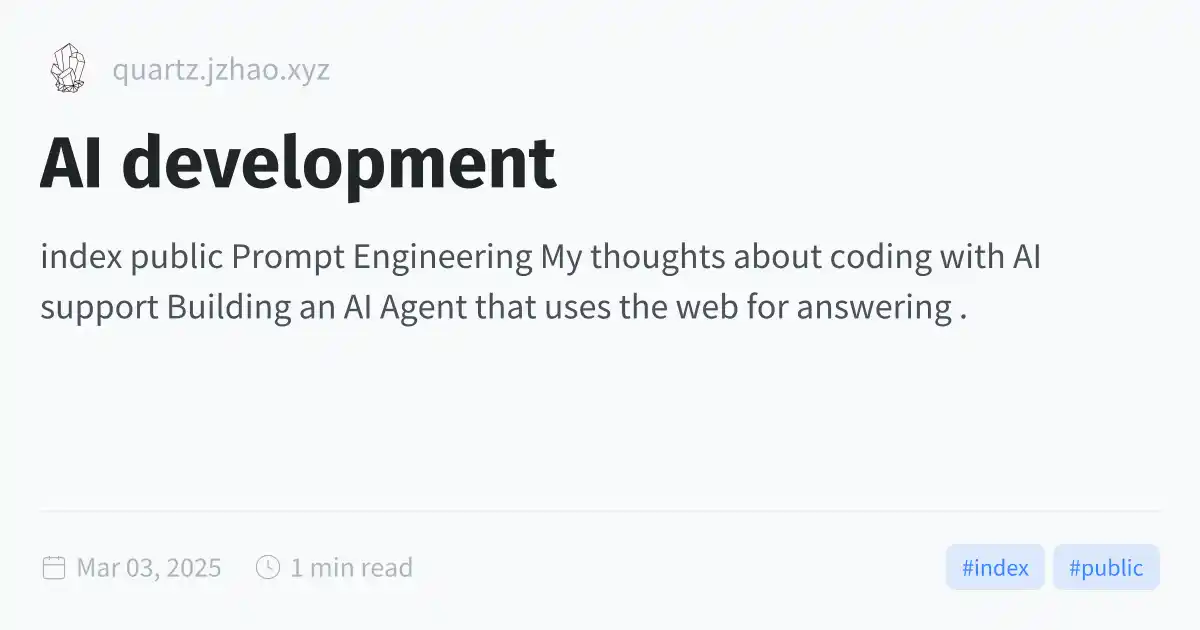 quartz.jzhao.xyz
AI development
index public Prompt Engineering My thoughts about coding with AI
support Building an AI Agent that uses the web for answering .
Mar 03, 2025 1 min read #index #public